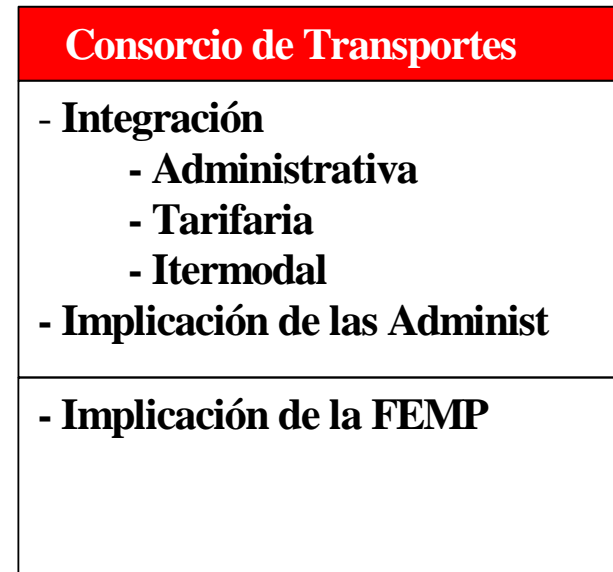 Consorcio de Transportes
- Integración
- Administrativa
- Tarifaria
- Itermodal
- Implicación de las Administ
- Implicación de la FEMP